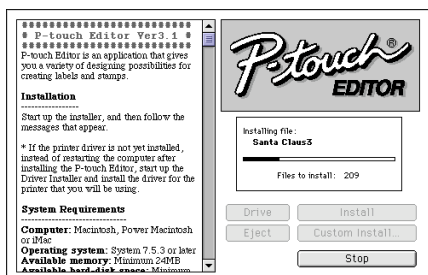 P-touch Editor Ver3.1
P-touch Editor is an application that gives
you a variety of designing possibilities for
creating labels and stamps.
Installation
----------------
Start up the installer, and then follow the
messages that appear.
* If the printer driver is not yet installed,
instead of restarting the computer after
installing the P-touch Editor, start up the
Driver Installer and install the driver for the
printer that you will be using.
System Requirements
----------------------
Computer: Macintosh, Power Macintosh
or iMac
Operating system: System 7.5.3 or later
Available memory: Minimum 24MB
Available hard-disk space: Minimum
P-touch®
EDITOR
Installing file:
Santa Claus3
Files to install: 209
Drive
Install
Eject
Custom Install...
Stop